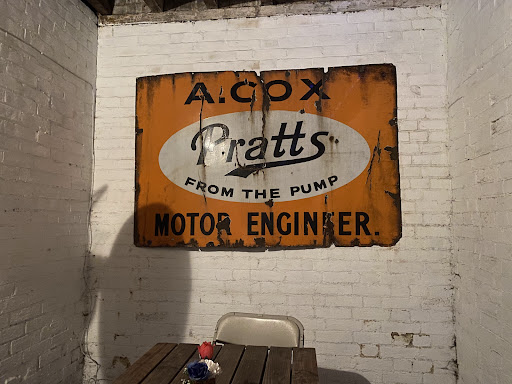 A.COX
Pratts
FROM THE PUMP
MOTOR ENGINEER.